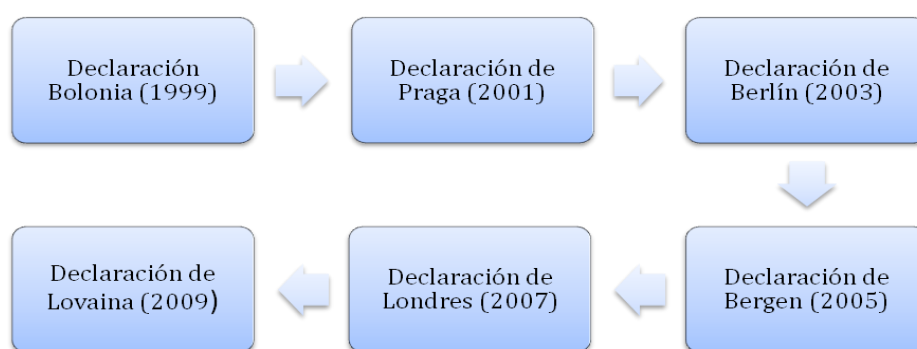 Declaración
Bolonia (1999)
Declaración de
Praga (2001)
Declaración de
Berlín (2003)
Declaración de
Bergen (2005)
Declaración de
Londres (2007)
Declaración de
Lovaina (2009)